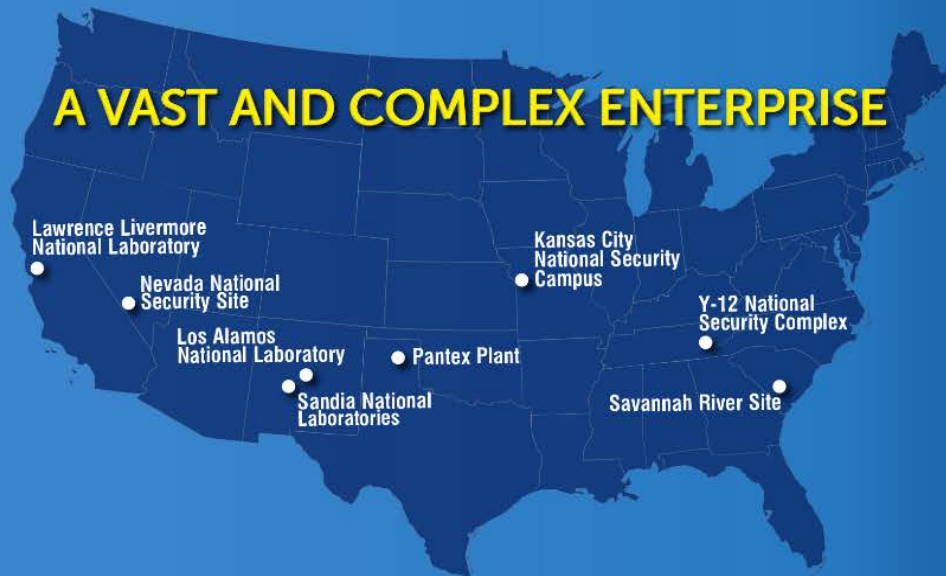 A VAST AND COMPLEX ENTERPRISE
Lawrence Livermore
National Laboratory
Nevada National
Security Site
Los Alamos
National Laboratory
Sandia National
Laboratories
Pantex Plant
Kansas City
National Security
Campus
Y-12 National
Security Complex
Savannah River Site